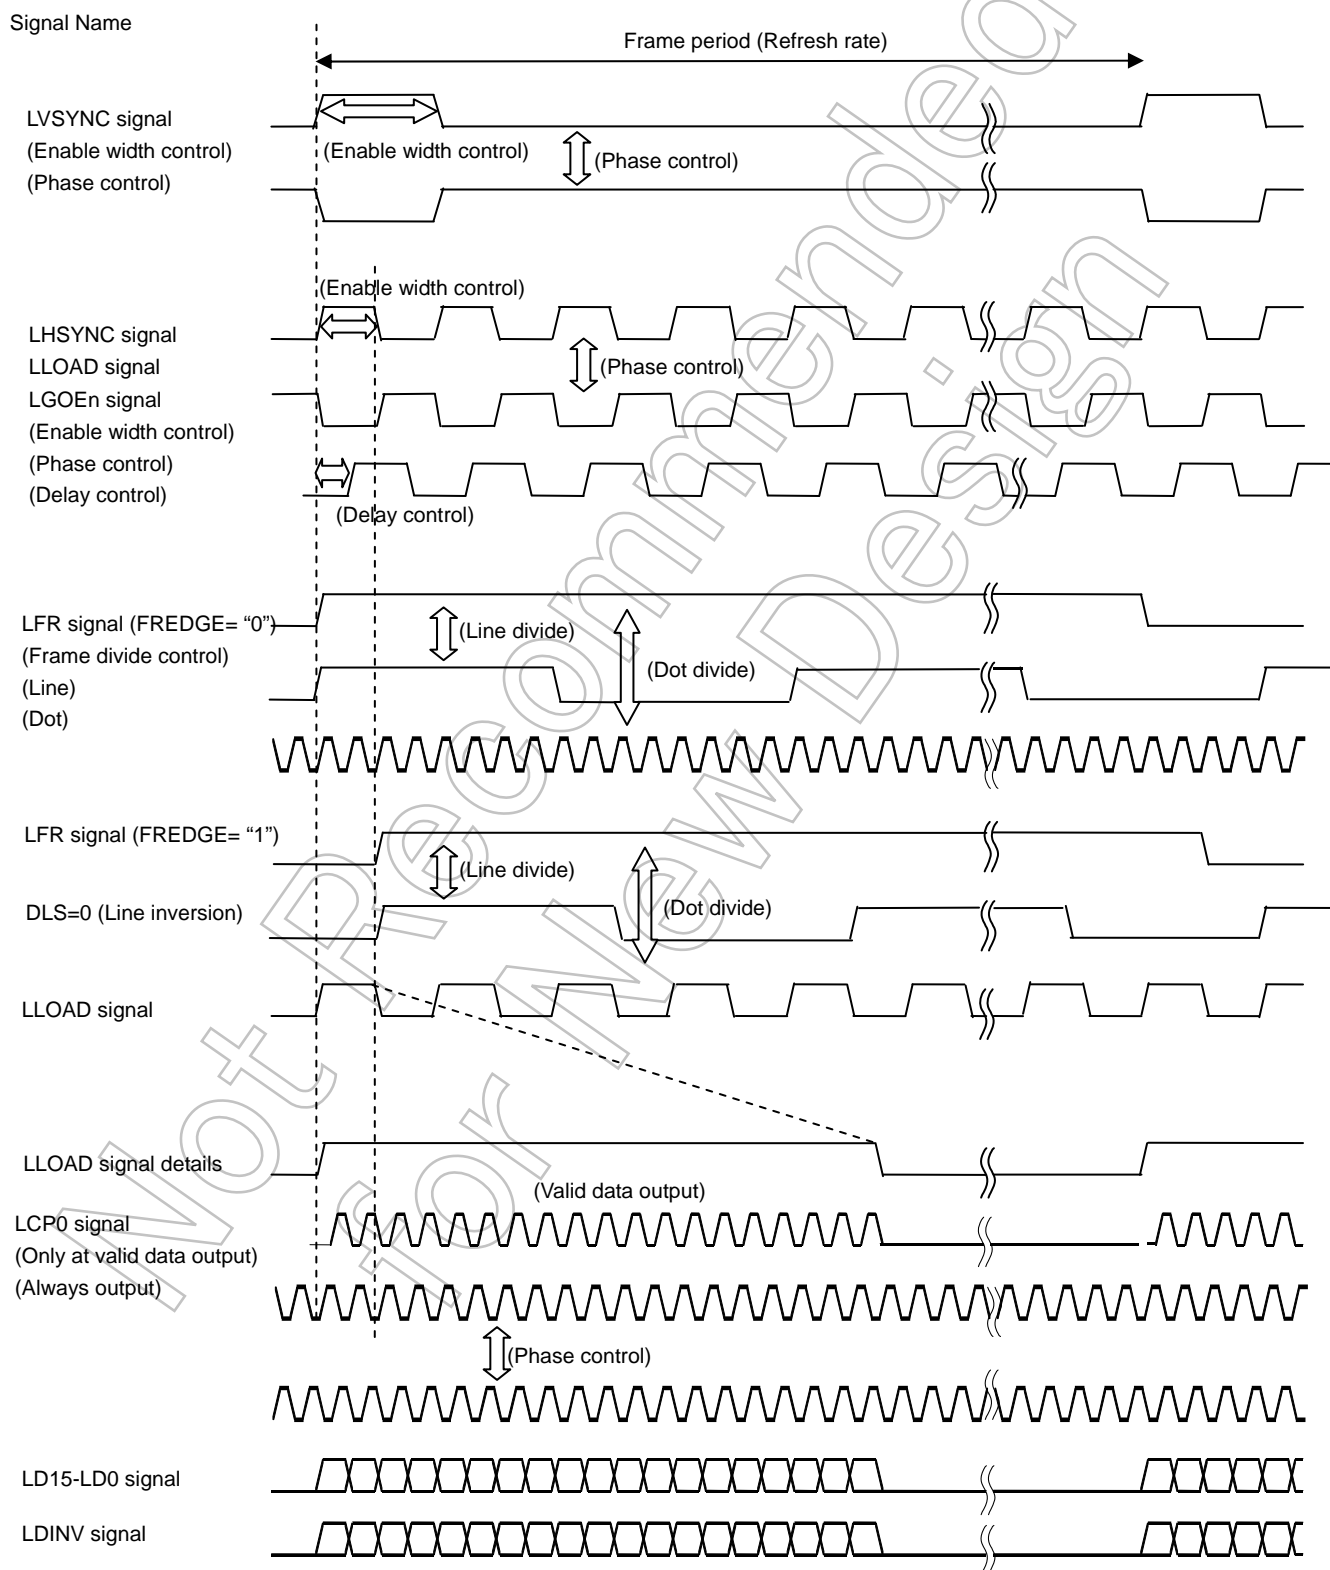 Signal Name
Frame period (Refresh rate)
LVSYNC signal
(Enable width control)
(Phase control)
(Enable width control)
(Phase control)
(Enable width control)
LHSYNC signal
LLOAD signal
LGOEn signal
(Enable width control)
(Phase control)
(Delay control)
(Phase control)
(Delay control)
LFR signal (FREDGE= “0”)
(Frame divide control)
(Line)
(Dot)
(Line divide)
(Dot divide)
LFR signal (FREDGE= “1”)
(Line divide)
DLS=0 (Line inversion)
(Dot divide)
LLOAD signal
LLOAD signal details
(Valid data output)
LCP0 signal
(Only at valid data output)
(Always output)
(Phase control)
LD15-LD0 signal
LDINV signal
Not Recommended
for New Design